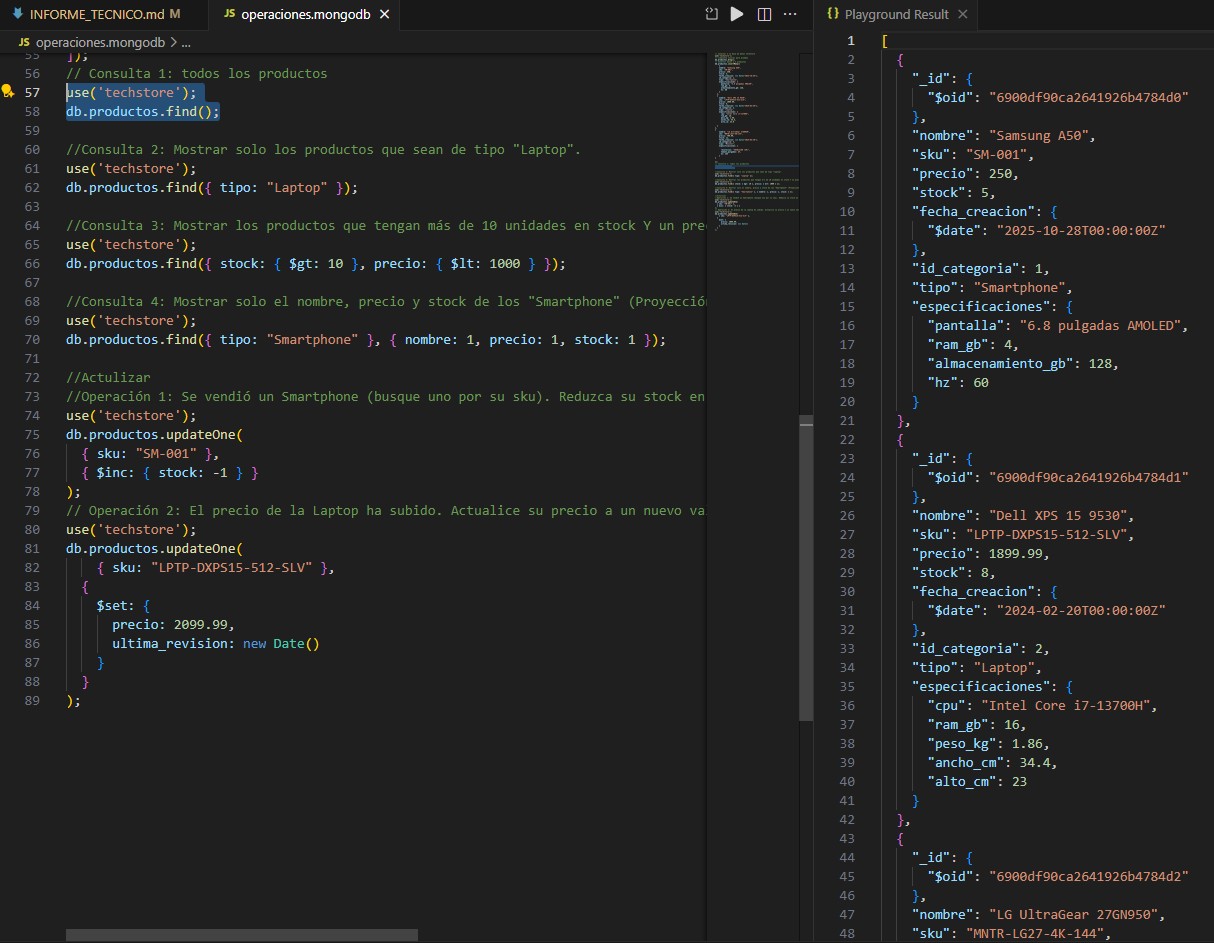 INFORME_TECNICO.md M
JS operaciones.mongodb
{} Playground Result
JS operaciones.mongodb > ...
55 ]);
56 // Consulta 1: todos los productos
57 use('techstore');
58 db.productos.find();
59
60 //Consulta 2: Mostrar solo los productos que sean de tipo "Laptop".
61 use('techstore');
62 db.productos.find({ tipo: "Laptop" });
63
64 //Consulta 3: Mostrar los productos que tengan más de 10 unidades en stock Y un pre
65 use('techstore');
66 db.productos.find({ stock: { $gt: 10 }, precio: { $lt: 1000 } });
67
68 //Consulta 4: Mostrar solo el nombre, precio y stock de los "Smartphone" (Proyección
69 use('techstore');
70 db.productos.find({ tipo: "Smartphone" }, { nombre: 1, precio: 1, stock: 1 });
71
72 //Actulizar
73 //Operación 1: Se vendió un Smartphone (busque uno por su sku). Reduzca su stock en
74 use('techstore');
75 db.productos.updateOne(
76 { sku: "SM-001" },
77 { $inc: { stock: -1 } }
78 );
79 // Operación 2: El precio de la Laptop ha subido. Actualice su precio a un nuevo va
80 use('techstore');
81 db.productos.updateOne(
82 { sku: "LPTP-DXPS15-512-SLV" },
83 {
84 $set: {
85 precio: 2099.99,
86 ultima_revision: new Date()
87 }
88 }
89 );
1 [
2 {
3 "_id": {
4 "$oid": "6900df90ca2641926b4784d0"
5 },
6 "nombre": "Samsung A50",
7 "sku": "SM-001",
8 "precio": 250,
9 "stock": 5,
10 "fecha_creacion": {
11 "$date": "2025-10-28T00:00:00Z"
12 },
13 "id_categoria": 1,
14 "tipo": "Smartphone",
15 "especificaciones": {
16 "pantalla": "6.8 pulgadas AMOLED",
17 "ram_gb": 4,
18 "almacenamiento_gb": 128,
19 "hz": 60
20 }
21 },
22 {
23 "_id": {
24 "$oid": "6900df90ca2641926b4784d1"
25 },
26 "nombre": "Dell XPS 15 9530",
27 "sku": "LPTP-DXPS15-512-SLV",
28 "precio": 1899.99,
29 "stock": 8,
30 "fecha_creacion": {
31 "$date": "2024-02-20T00:00:00Z"
32 },
33 "id_categoria": 2,
34 "tipo": "Laptop",
35 "especificaciones": {
36 "cpu": "Intel Core i7-13700H",
37 "ram_gb": 16,
38 "peso_kg": 1.86,
39 "ancho_cm": 34.4,
40 "alto_cm": 23
41 }
42 },
43 {
44 "_id": {
45 "$oid": "6900df90ca2641926b4784d2"
46 },
47 "nombre": "LG UltraGear 27GN950",
48 "sku": "MNTR-LG27-4K-144",